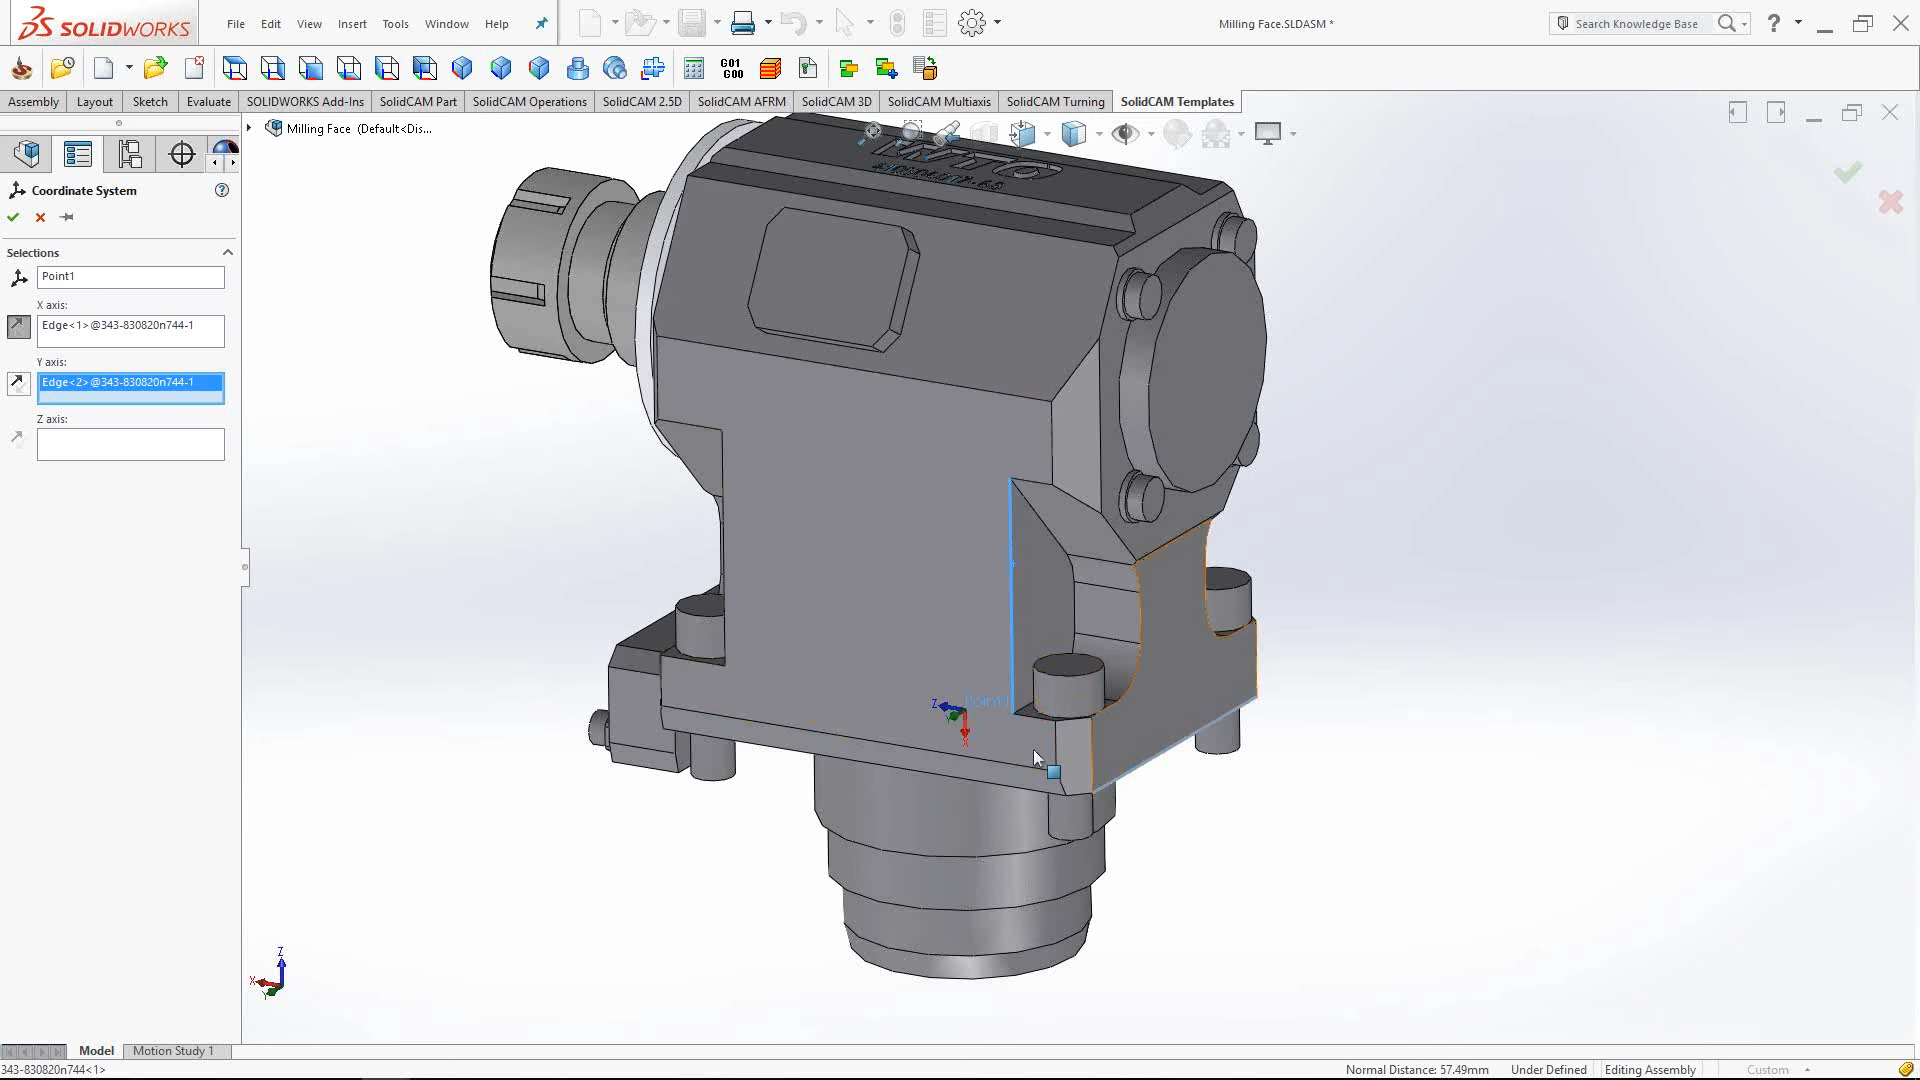 SOLIDWORKS
File Edit View Insert Tools Window Help
Milling Face.SLDASM *
Search Knowledge Base
G01
G00
Assembly Layout Sketch Evaluate SOLIDWORKS Add-Ins SolidCAM Part SolidCAM Operations SolidCAM 2.5D SolidCAM AFRM SolidCAM 3D SolidCAM Multiaxis SolidCAM Turning SolidCAM Templates
Milling Face (Default<Dis...
Coordinate System
Selections
Point1
X axis:
Edge<1>@343-830820n744-1
Y axis:
Edge<2>@343-830820n744-1
Z axis:
Z Point1
Y
X
Z
X
Y
Model Motion Study 1
343-830820n744<1>
Normal Distance: 57.49mm Under Defined Editing Assembly Custom